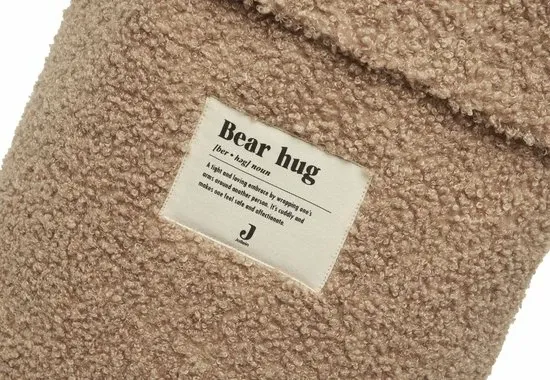 Bear hug
[ber • həg] noun
A tight and loving embrace by wrapping one's
arms around another person. It's cuddly and
makes one feel safe and affectionate.
J
Jollein